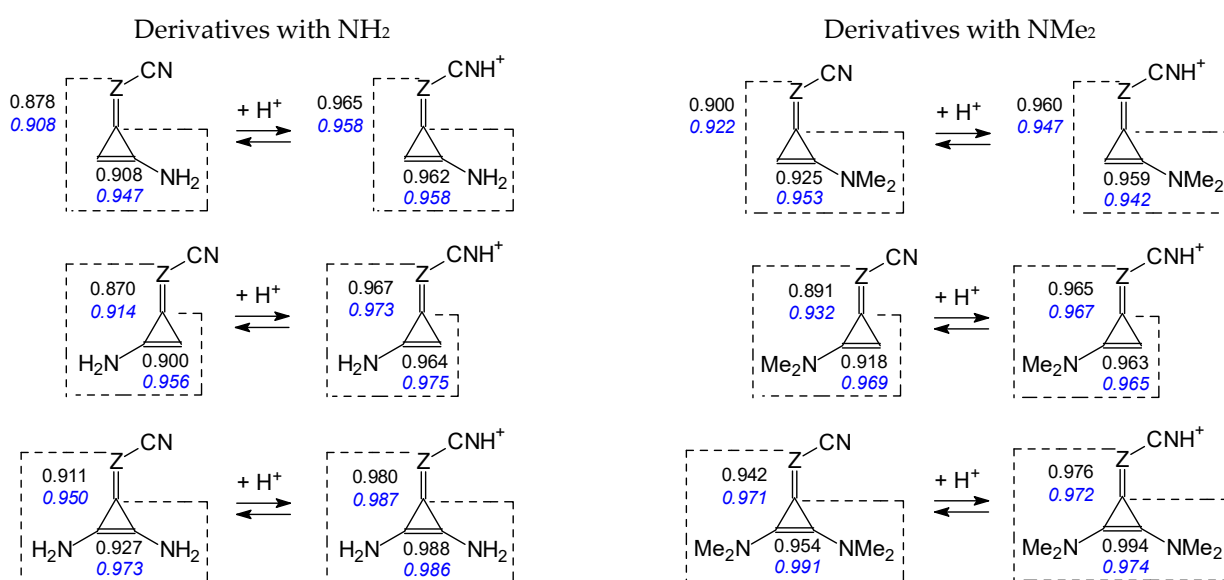 Derivatives with NH₂
Derivatives with NMe₂
Z CN
0.878
0.908
0.908
0.947
NH₂
+ H⁺
Z CNH⁺
0.965
0.958
0.962
0.958
NH₂
Z CN
0.900
0.922
0.925
0.953
NMe₂
+ H⁺
Z CNH⁺
0.960
0.947
0.959
0.942
NMe₂
Z CN
0.870
0.914
H₂N
0.900
0.956
+ H⁺
Z CNH⁺
0.967
0.973
H₂N
0.964
0.975
Z CN
0.891
0.932
Me₂N
0.918
0.969
+ H⁺
Z CNH⁺
0.965
0.967
Me₂N
0.963
0.965
Z CN
0.911
0.950
H₂N
0.927
0.973
NH₂
+ H⁺
Z CNH⁺
0.980
0.987
H₂N
0.988
0.986
NH₂
Z CN
0.942
0.971
Me₂N
0.954
0.991
NMe₂
+ H⁺
Z CNH⁺
0.976
0.972
Me₂N
0.994
0.974
NMe₂